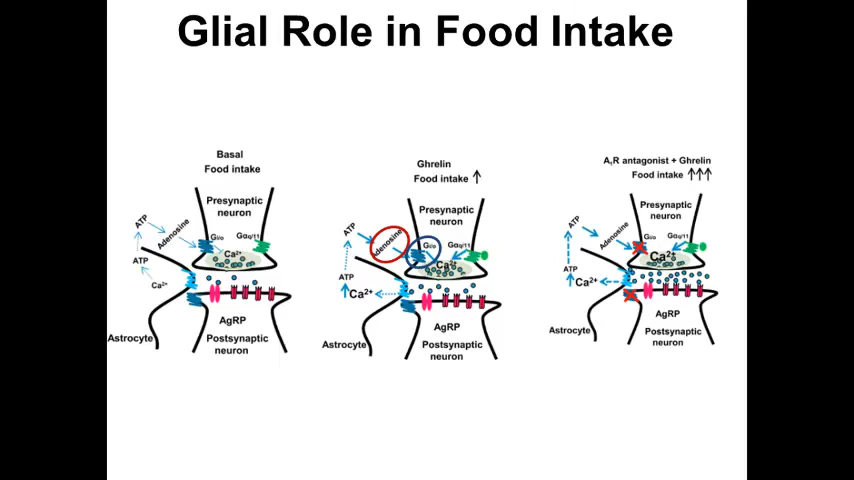 Glial Role in Food Intake
Basal
Food intake
Presynaptic
neuron
ATP
Adenosine
Gi/o
Gαq/11
Ca²⁺
ATP
Ca²⁺
AgRP
Astrocyte
Postsynaptic
neuron
Ghrelin
Food intake ↑
Presynaptic
neuron
ATP
Adenosine
Gi/o
Gαq/11
Ca²⁺
ATP
↑Ca²⁺
AgRP
Astrocyte
Postsynaptic
neuron
A₁R antagonist + Ghrelin
Food intake ↑↑↑
Presynaptic
neuron
ATP
Adenosine
Gi/o
Gαq/11
Ca²⁺
ATP
↑Ca²⁺
AgRP
Astrocyte
Postsynaptic
neuron